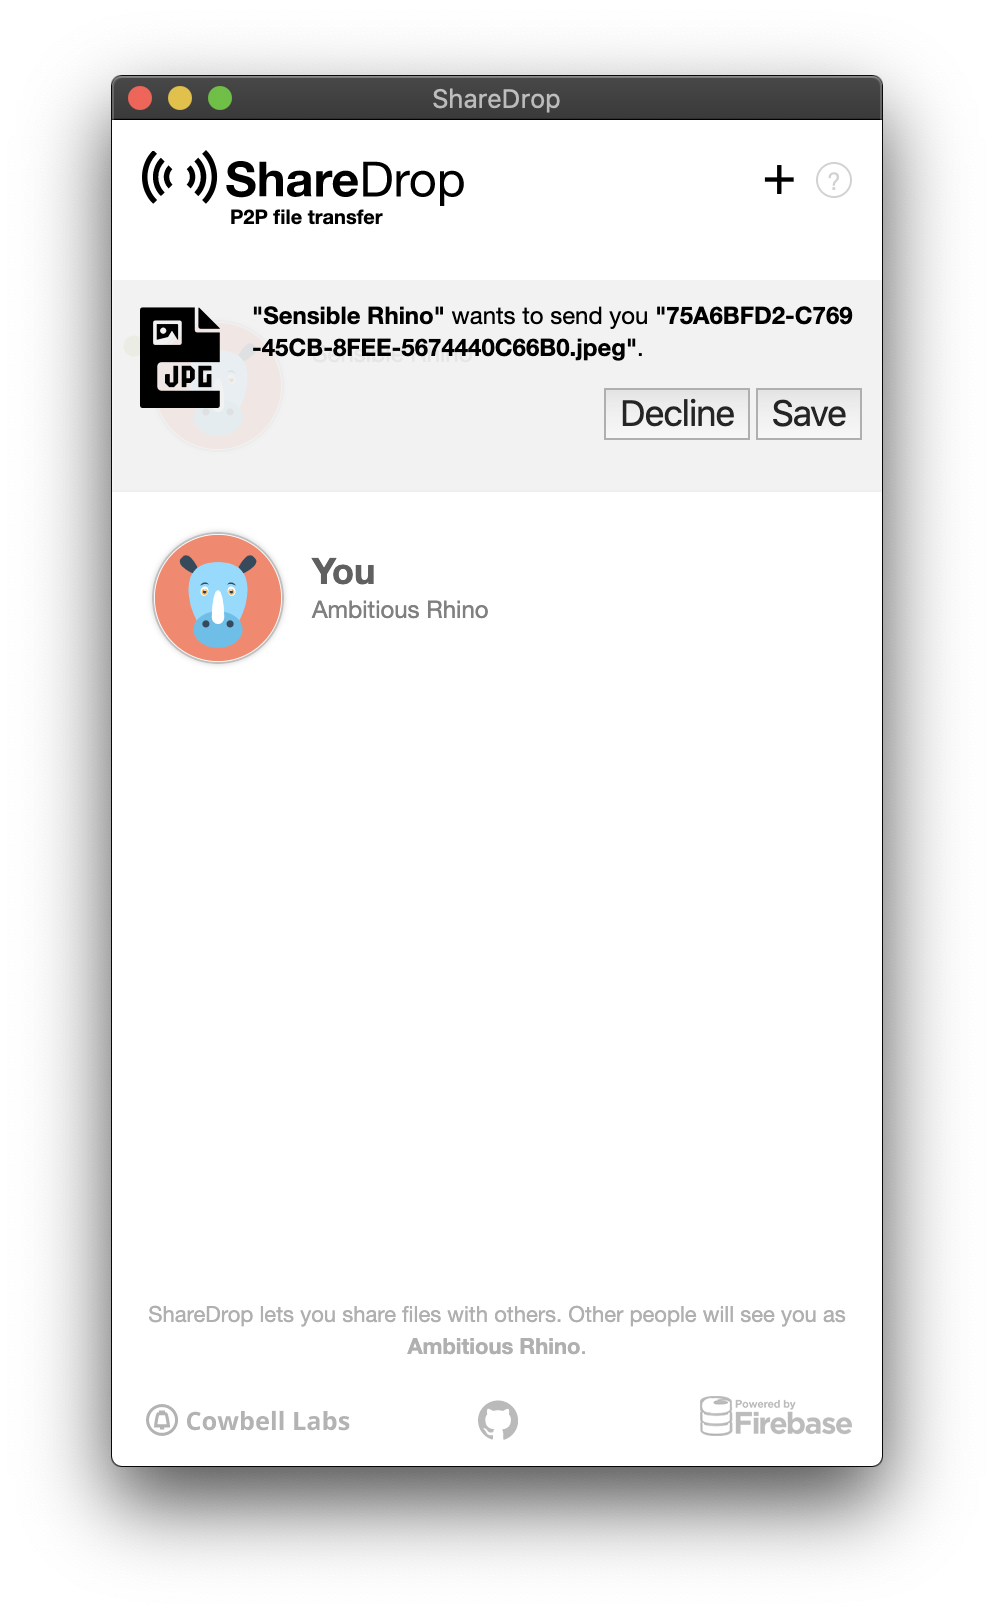 ShareDrop
ShareDrop
P2P file transfer
?
"Sensible Rhino" wants to send you "75A6BFD2-C769
-45CB-8FEE-5674440C66B0.jpeg".
Sensible Rhino
JPG
Decline
Save
You
Ambitious Rhino
ShareDrop lets you share files with others. Other people will see you as
Ambitious Rhino.
Cowbell Labs
Powered by
Firebase